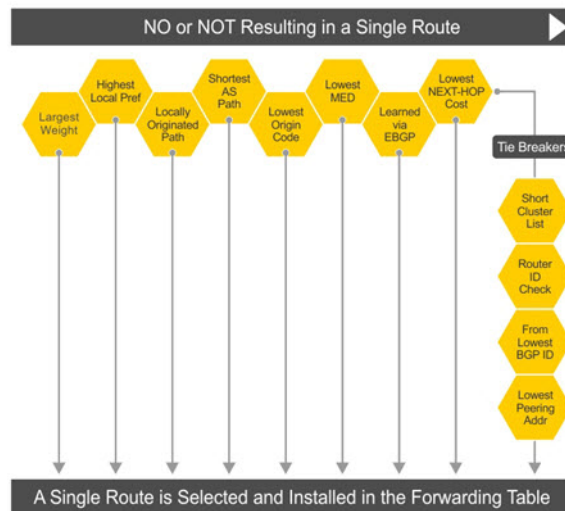 NO or NOT Resulting in a Single Route
Largest
Weight
Highest
Local Pref
Locally
Originated
Path
Shortest
AS
Path
Lowest
Origin
Code
Lowest
MED
Learned
via
EBGP
Lowest
NEXT-HOP
Cost
Tie Breakers
Short
Cluster
List
Router
ID
Check
From
Lowest
BGP ID
Lowest
Peering
Addr
A Single Route is Selected and Installed in the Forwarding Table